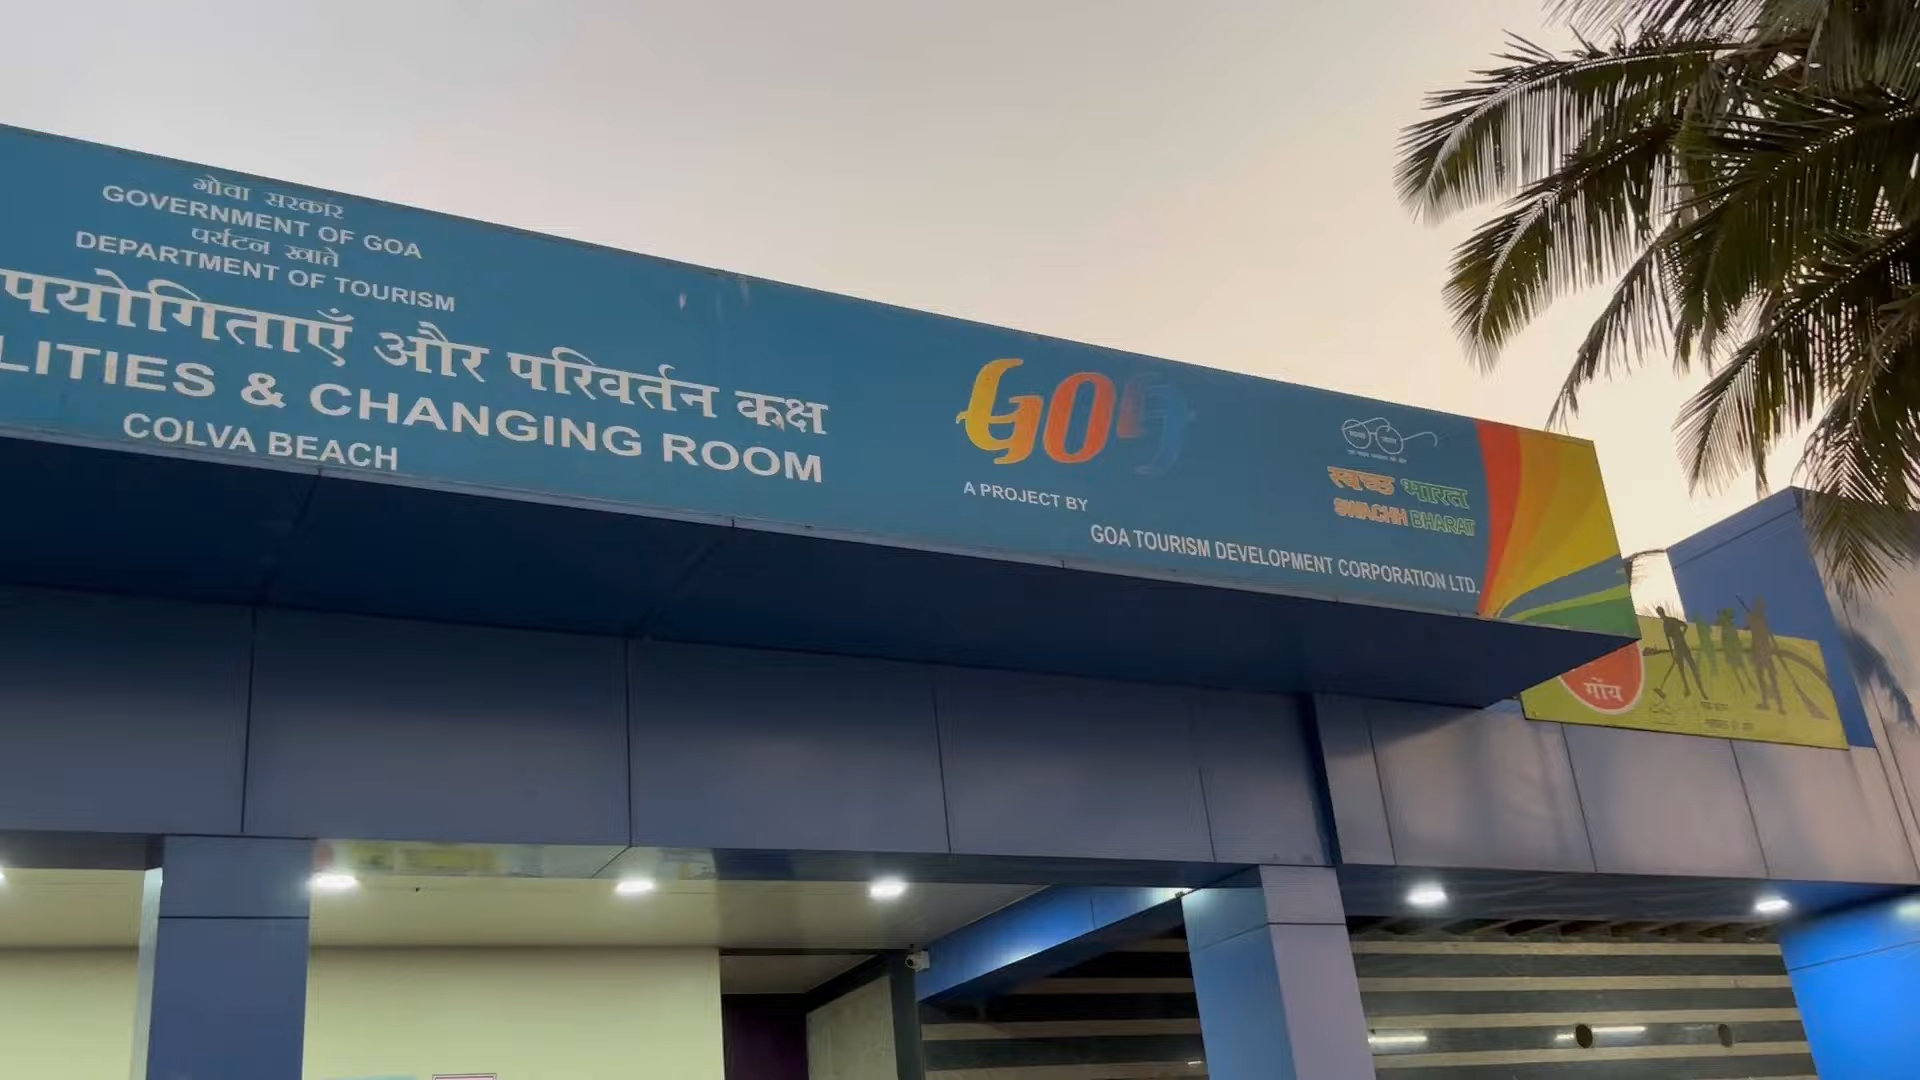 गोवा सरकार
GOVERNMENT OF GOA
पर्यटन खाते
DEPARTMENT OF TOURISM
पयोगिताएँ और परिवर्तन कक्ष
LITIES & CHANGING ROOM
COLVA BEACH
GOA
A PROJECT BY
GOA TOURISM DEVELOPMENT CORPORATION LTD.
स्वच्छ भारत
SWACHH BHARAT
गोंय